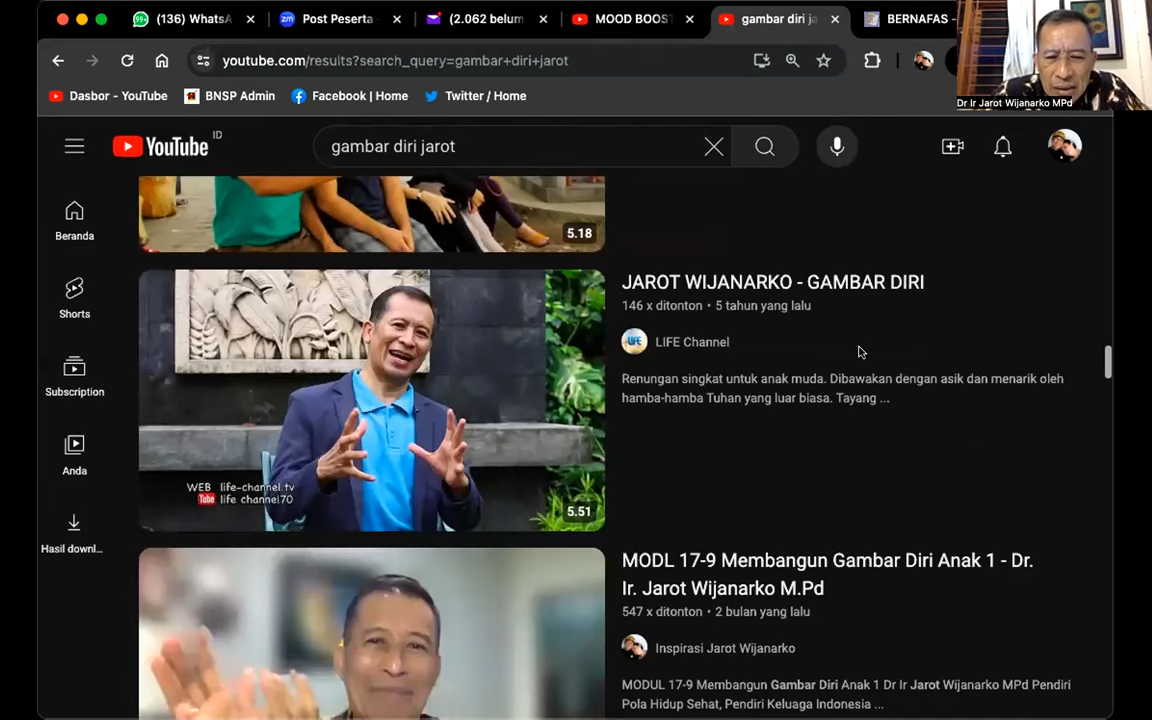 (136) WhatsA
Post Peserta
(2.062 belum
MOOD BOOST
gambar diri ja
BERNAFAS -
youtube.com/results?search_query=gambar+diri+jarot
Dr Ir Jarot Wijanarko MPd
Dasbor - YouTube
BNSP Admin
Facebook | Home
Twitter / Home
YouTube ID
gambar diri jarot
Beranda
Shorts
Subscription
Anda
Hasil downl...
5.18
JAROT WIJANARKO - GAMBAR DIRI
146 x ditonton • 5 tahun yang lalu
LIFE Channel
Renungan singkat untuk anak muda. Dibawakan dengan asik dan menarik oleh
hamba-hamba Tuhan yang luar biasa. Tayang ...
WEB life-channel.tv
Tube life channel70
5.51
MODL 17-9 Membangun Gambar Diri Anak 1 - Dr.
Ir. Jarot Wijanarko M.Pd
547 x ditonton • 2 bulan yang lalu
Inspirasi Jarot Wijanarko
MODUL 17-9 Membangun Gambar Diri Anak 1 Dr Ir Jarot Wijanarko MPd Pendiri
Pola Hidup Sehat, Pendiri Keluaga Indonesia ...